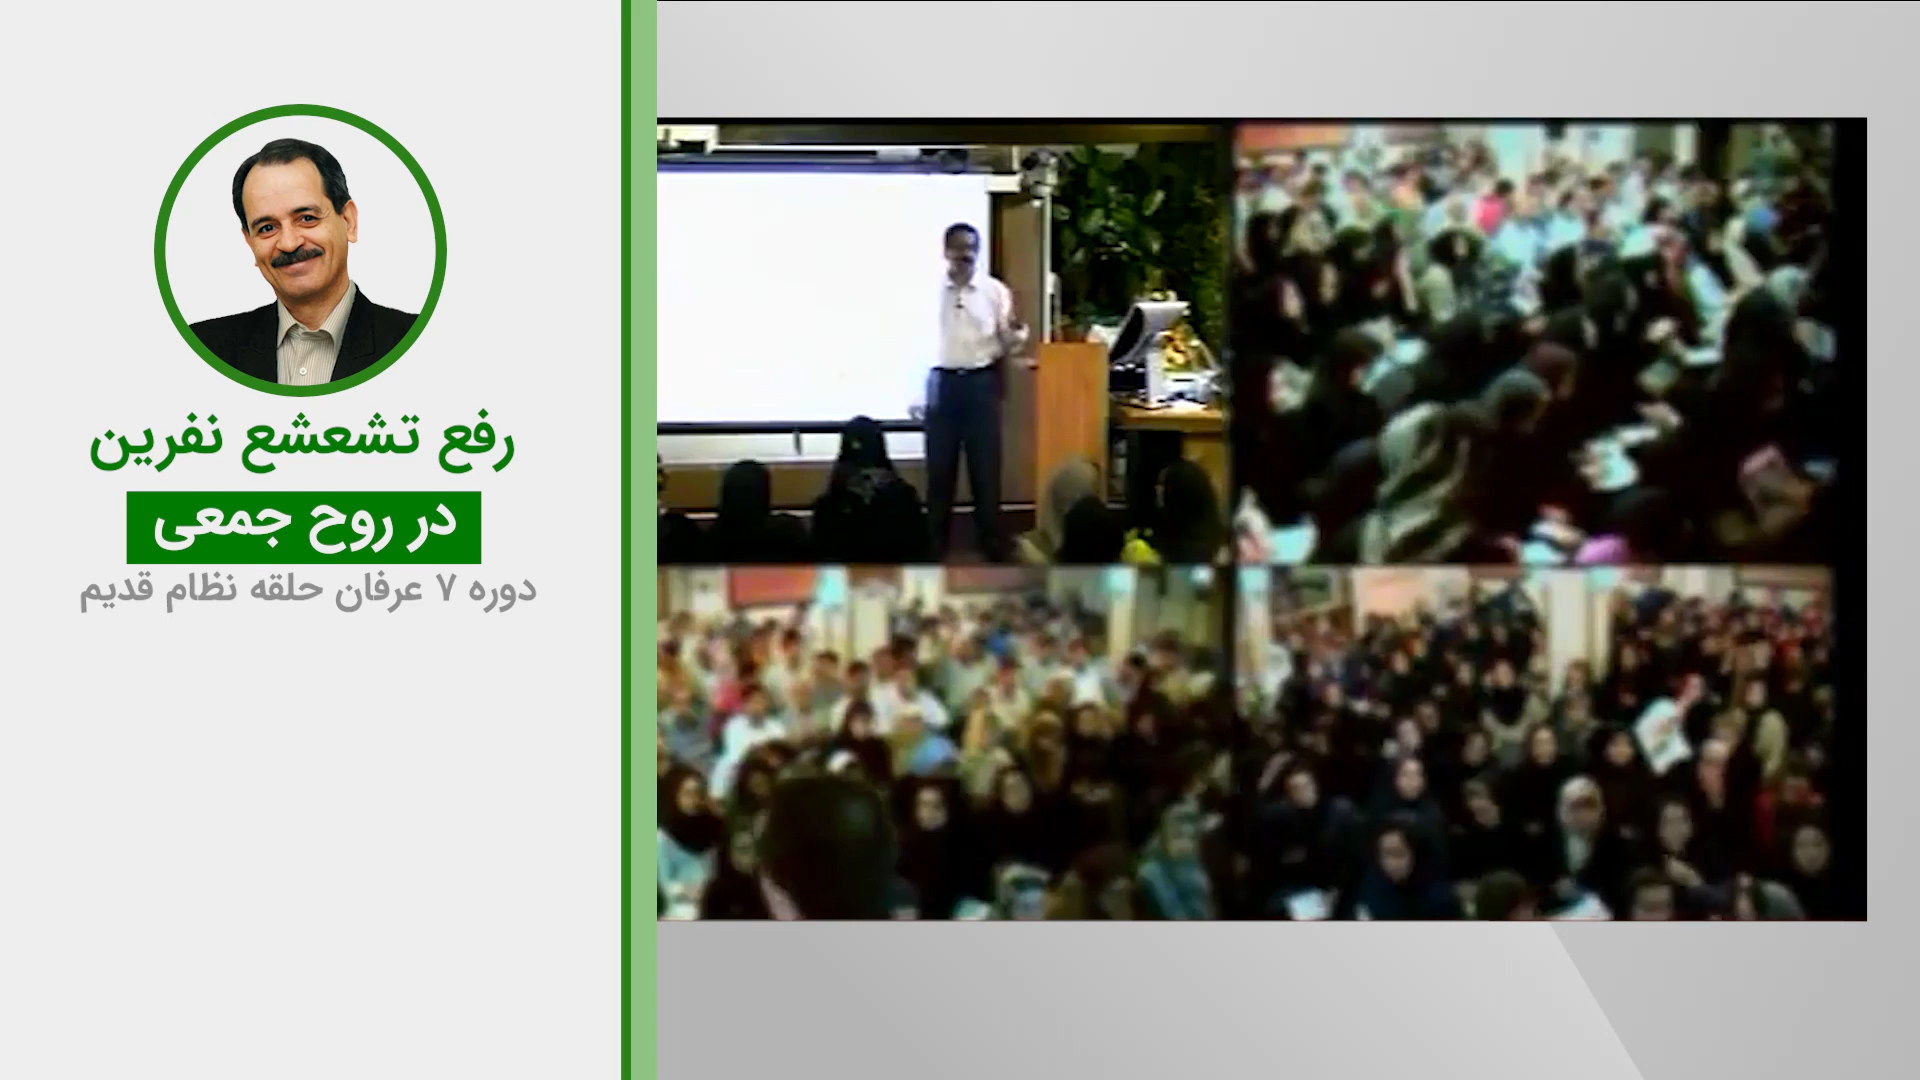 رفع تشعشع نفرین
در روح جمعی
دوره ۷ عرفان حلقه نظام قدیم